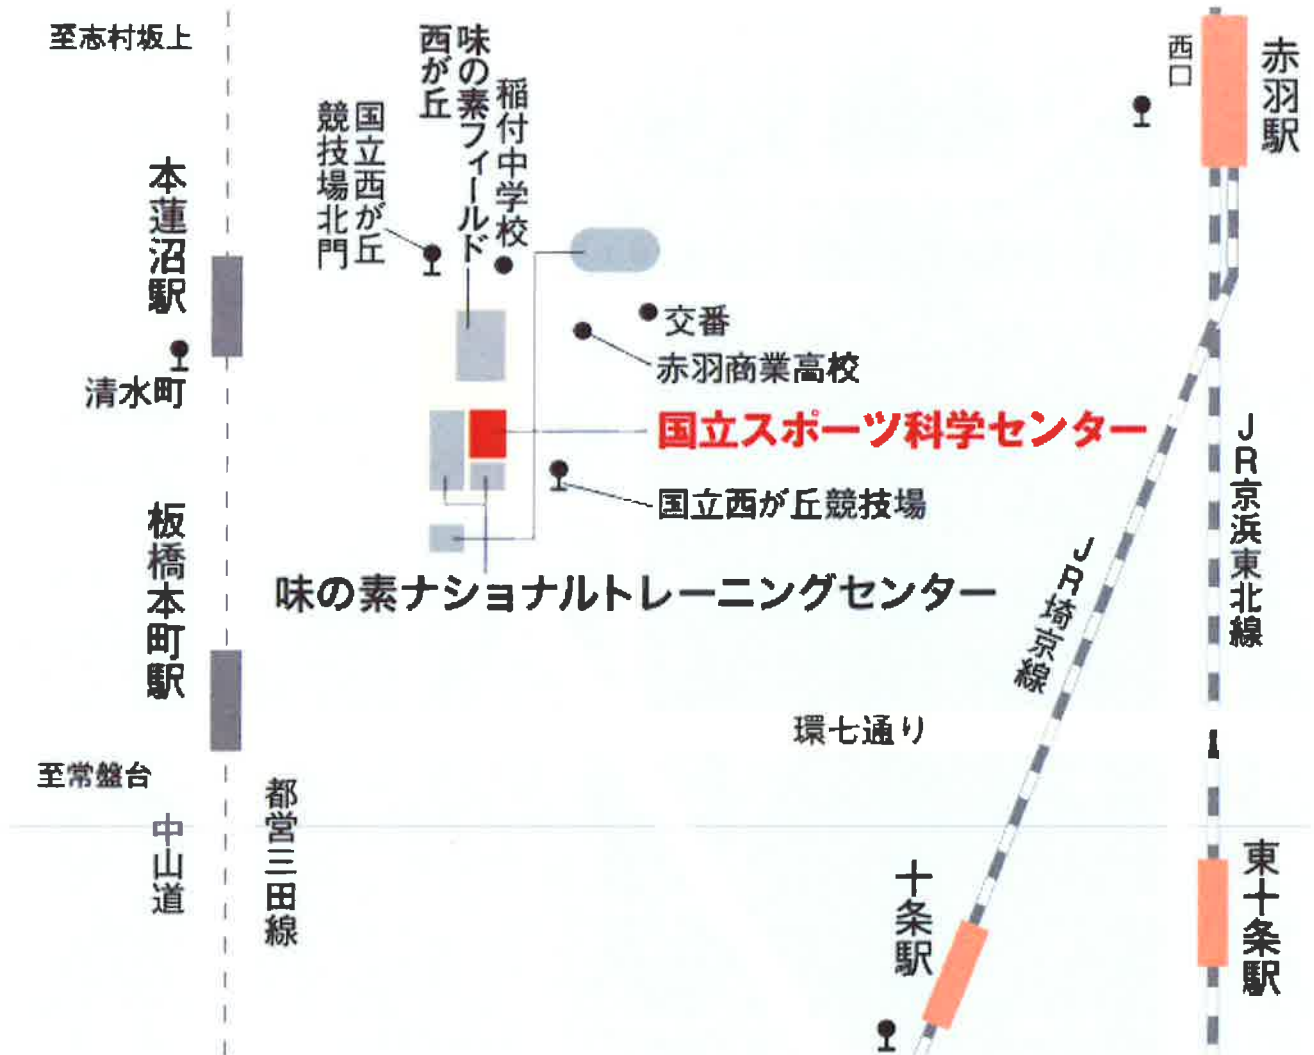 至志村坂上
本蓮沼駅
清水町
板橋本町駅
至常盤台
中山道
都営三田線
国立西が丘
競技場北門
味の素フィールド
西が丘
稲付中学校
交番
赤羽商業高校
国立スポーツ科学センター
国立西が丘競技場
味の素ナショナルトレーニングセンター
環七通り
西口
赤羽駅
JR京浜東北線
JR埼京線
十条駅
東十条駅